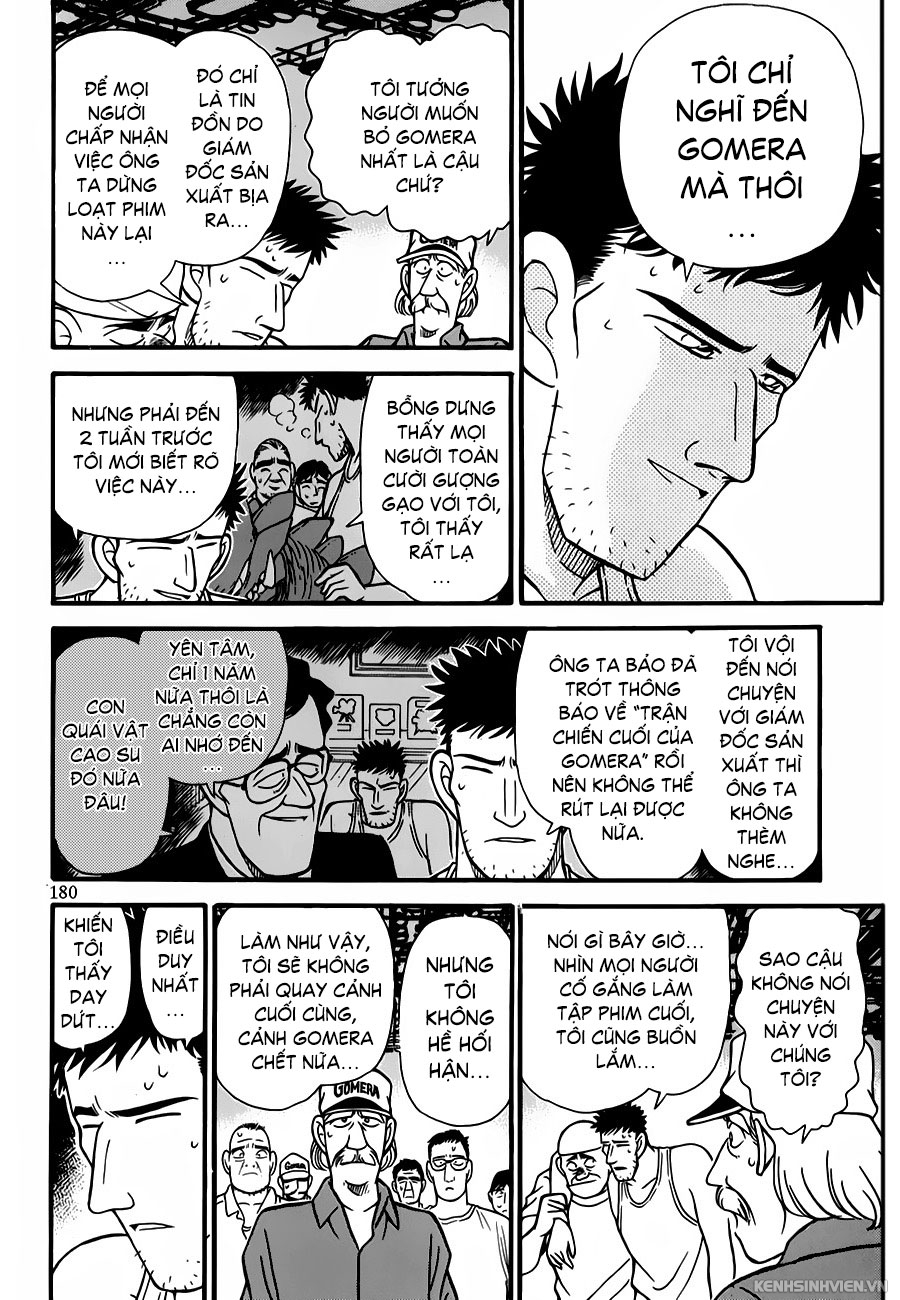 TÔI CHỈ
NGHĨ ĐẾN
GOMERA
MÀ THÔI
...
TÔI TƯỞNG
NGƯỜI MUỐN
BỎ GOMERA
NHẤT LÀ CẬU
CHỨ?
GOMERA
ĐÓ CHỈ
LÀ TIN
ĐỒN DO
GIÁM
ĐỐC SẢN
XUẤT BỊA
RA...
ĐỂ MỌI
NGƯỜI
CHẤP NHẬN
VIỆC ÔNG
TA DỪNG
LOẠT PHIM
NÀY LẠI
...
BỖNG DƯNG
THẤY MỌI
NGƯỜI TOÀN
CƯỜI GƯỢNG
GẠO VỚI TÔI,
TÔI THẤY
RẤT LẠ
...
NHƯNG PHẢI ĐẾN
2 TUẦN TRƯỚC
TÔI MỚI BIẾT RÕ
VIỆC NÀY...
TÔI VỘI
ĐẾN NÓI
CHUYỆN
VỚI GIÁM
ĐỐC SẢN
XUẤT THÌ
ÔNG TA
KHÔNG
THÈM
NGHE...
ÔNG TA BẢO ĐÃ
TRÓT THÔNG
BÁO VỀ "TRẬN
CHIẾN CUỐI CỦA
GOMERA" RỒI
NÊN KHÔNG THỂ
RÚT LẠI ĐƯỢC
NỮA.
YÊN TÂM,
CHỈ 1 NĂM
NỮA THÔI LÀ
CHẲNG CÒN
AI NHỚ ĐẾN
...
CON
QUÁI VẬT
CAO SU
ĐÓ NỮA
ĐÂU!
180
SAO CẬU
KHÔNG NÓI
CHUYỆN
NÀY VỚI
CHÚNG
TÔI?
NÓI GÌ BÂY GIỜ...
NHÌN MỌI NGƯỜI
CỐ GẮNG LÀM
TẬP PHIM CUỐI,
TÔI CŨNG BUỒN
LẮM...
NHƯNG
TÔI
KHÔNG
HỀ HỐI
HẬN...
LÀM NHƯ VẬY,
TÔI SẼ KHÔNG
PHẢI QUAY CẢNH
CUỐI CÙNG,
CẢNH GOMERA
CHẾT NỮA...
GOMERA
GOMERA
ĐIỀU
DUY
NHẤT
...
KHIẾN
TÔI
THẤY
DAY
DỨT...
KENHSINHVIEN.VN